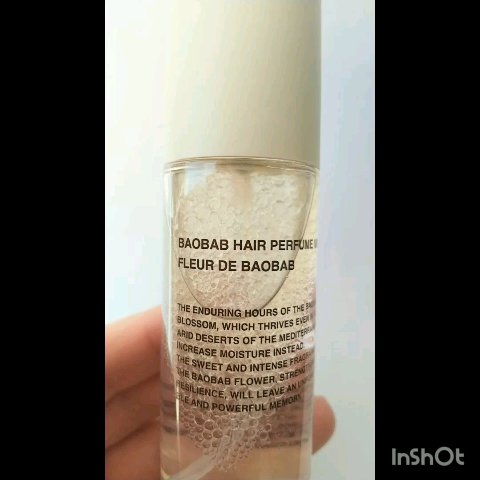 BAOBAB HAIR PERFUME
FLEUR DE BAOBAB
THE ENDURING HOURS OF THE
BLOSSOM, WHICH THRIVES EVEN
ARID DESERTS OF THE
INCREASE MOISTURE INSTEAD.
THE SWEET AND INTENSE
THE BAOBAB FLOWER,
RESILIENCE, WILL LEAVE AN
BLE AND POWERFUL MEMORY.
InShOt